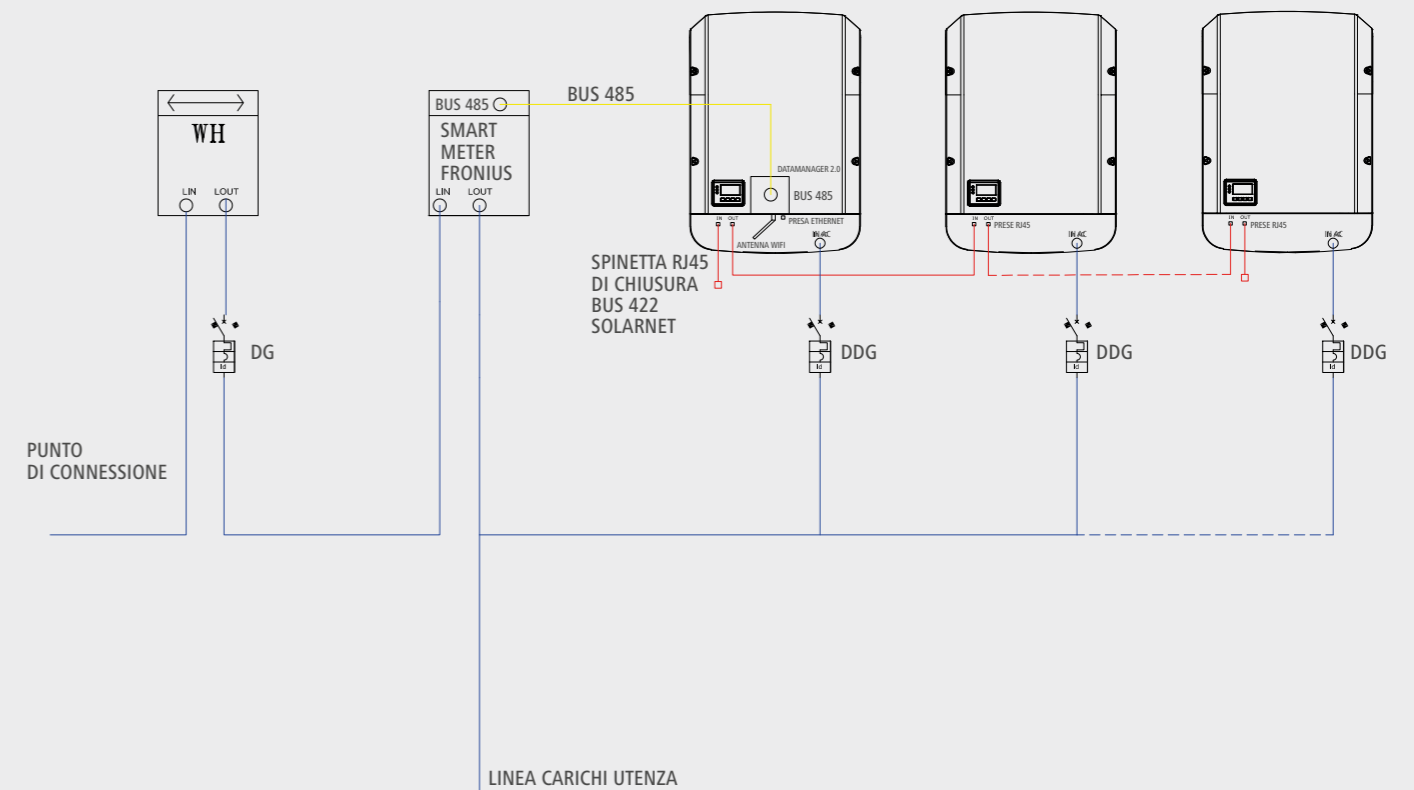 BUS 485
WH
LIN LOUT
BUS 485
SMART
METER
FRONIUS
LIN LOUT
DATAMANAGER 2.0
BUS 485
IN OUT
PRESA ETHERNET
ANTENNA WIFI
IN AC
IN OUT
PRESE RJ45
IN AC
IN OUT
PRESE RJ45
IN AC
SPINETTA RJ45
DI CHIUSURA
BUS 422
SOLARNET
DG
Id
DDG
Id
DDG
Id
DDG
Id
PUNTO
DI CONNESSIONE
LINEA CARICHI UTENZA